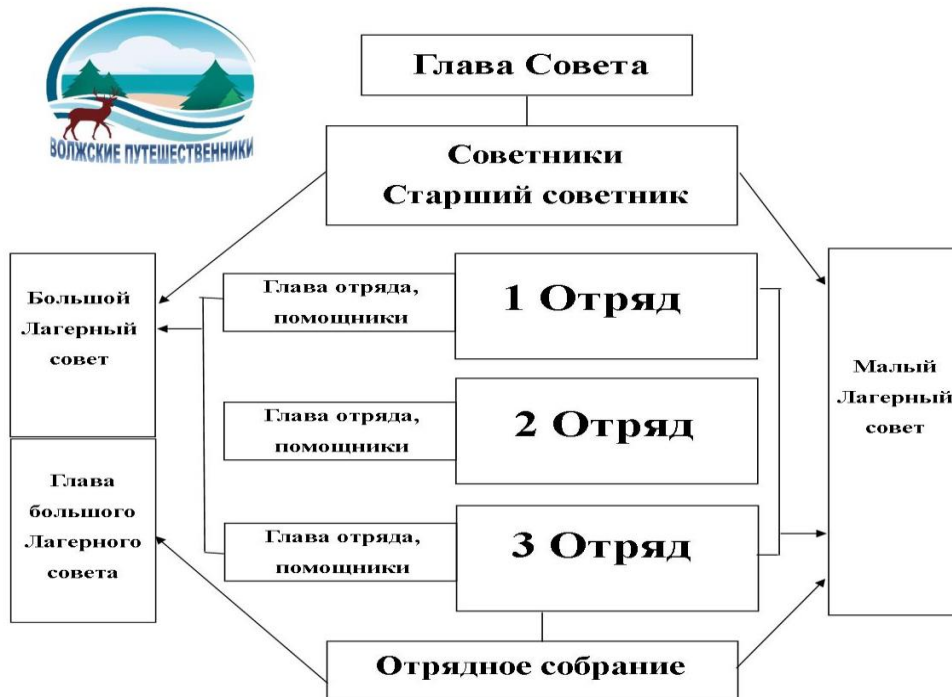 ВОЛЖСКИЕ ПУТЕШЕСТВЕННИКИ
Глава Совета
Советники
Старший советник
Большой
Лагерный
совет
Глава
большого
Лагерного
совета
Глава отряда,
помощники
1 Отряд
Глава отряда,
помощники
2 Отряд
Глава отряда,
помощники
3 Отряд
Малый
Лагерный
совет
Отрядное собрание